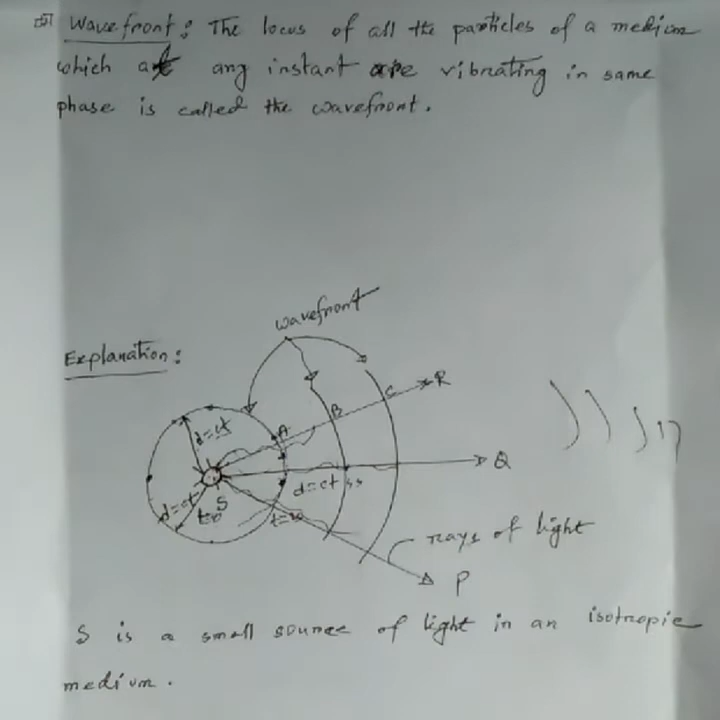 Wavefront: The locus of all the particles of a medium
which at any instant are vibrating in same
phase is called the wavefront.
wavefront
Explanation:
R
C
B
A
d=ct
Q
d=ct
d=ct
S
t=0
rays of light
P
S is a small source of light in an isotropic
medium.